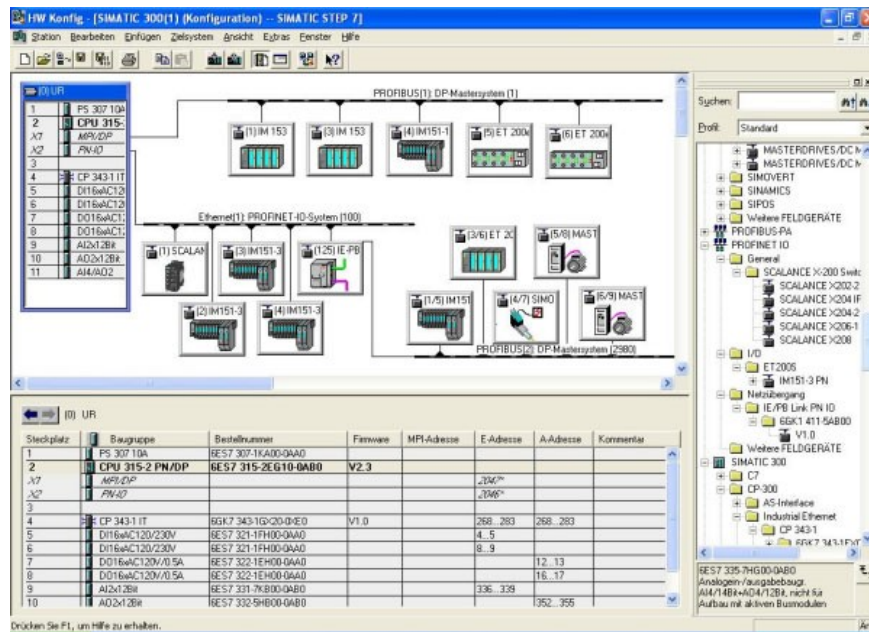 HW Konfig - [SIMATIC 300(1) (Konfiguration) -- SIMATIC STEP 7]
Station Bearbeiten Einfügen Zielsystem Ansicht Extras Fenster Hilfe
(0) UR
1 PS 307 10A
2 CPU 315-
X1 MPI/DP
X2 PN-IO
3
4 CP 343-1 IT
5 DI16xAC120
6 DI16xAC120
7 DO16xAC1
8 DO16xAC1
9 AI2x12Bit
10 AO2x12Bit
11 AI4/AO2
PROFIBUS(1): DP-Mastersystem (1)
(1) IM 153
(3) IM 153
(4) IM151-1
(5) ET 200
(6) ET 200
Ethernet(1): PROFINET-IO-System (100)
(1) SCALAN
(3) IM151-3
(125) IE-PB
(2) IM151-3
(4) IM151-3
(3/6) ET 20
(5/8) MAST
(1/5) IM151
(4/7) SIMO
(6/9) MAST
PROFIBUS(2): DP-Mastersystem (2980)
Suchen:
Profil: Standard
MASTERDRIVES/DC M
MASTERDRIVES/DC M
SIMOVERT
SINAMICS
SIPOS
Weitere FELDGERÄTE
PROFIBUS-PA
PROFINET IO
General
SCALANCE X-200 Switc
SCALANCE X202-2
SCALANCE X204 IF
SCALANCE X204-2
SCALANCE X206-1
SCALANCE X208
I/O
ET200S
IM151-3 PN
Netzübergang
IE/PB Link PN IO
6GK1 411-5AB00
V1.0
Weitere FELDGERÄTE
SIMATIC 300
C7
CP-300
AS-Interface
Industrial Ethernet
CP 343-1
6GK7 343-1EX1
6ES7 335-7HG00-0AB0
Analogein-/ausgabebaugr.
AI4/14Bit+AO4/12Bit, nicht für
Aufbau mit aktiven Busmodulen
(0) UR
Steckplatz Baugruppe Bestellnummer Firmware MPI-Adresse E-Adresse A-Adresse Kommentar
1 PS 307 10A 6ES7 307-1KA00-0AA0
2 CPU 315-2 PN/DP 6ES7 315-2EG10-0AB0 V2.3
X1 MPI/DP 2047*
X2 PN-IO 2046*
3
4 CP 343-1 IT 6GK7 343-1GX20-0XE0 V1.0 268...283 268...283
5 DI16xAC120/230V 6ES7 321-1FH00-0AA0 4...5
6 DI16xAC120/230V 6ES7 321-1FH00-0AA0 8...9
7 DO16xAC120V/0.5A 6ES7 322-1EH00-0AA0 12...13
8 DO16xAC120V/0.5A 6ES7 322-1EH00-0AA0 16...17
9 AI2x12Bit 6ES7 331-7KB00-0AB0 336...339
10 AO2x12Bit 6ES7 332-5HB00-0AB0 352...355
Drücken Sie F1, um Hilfe zu erhalten.